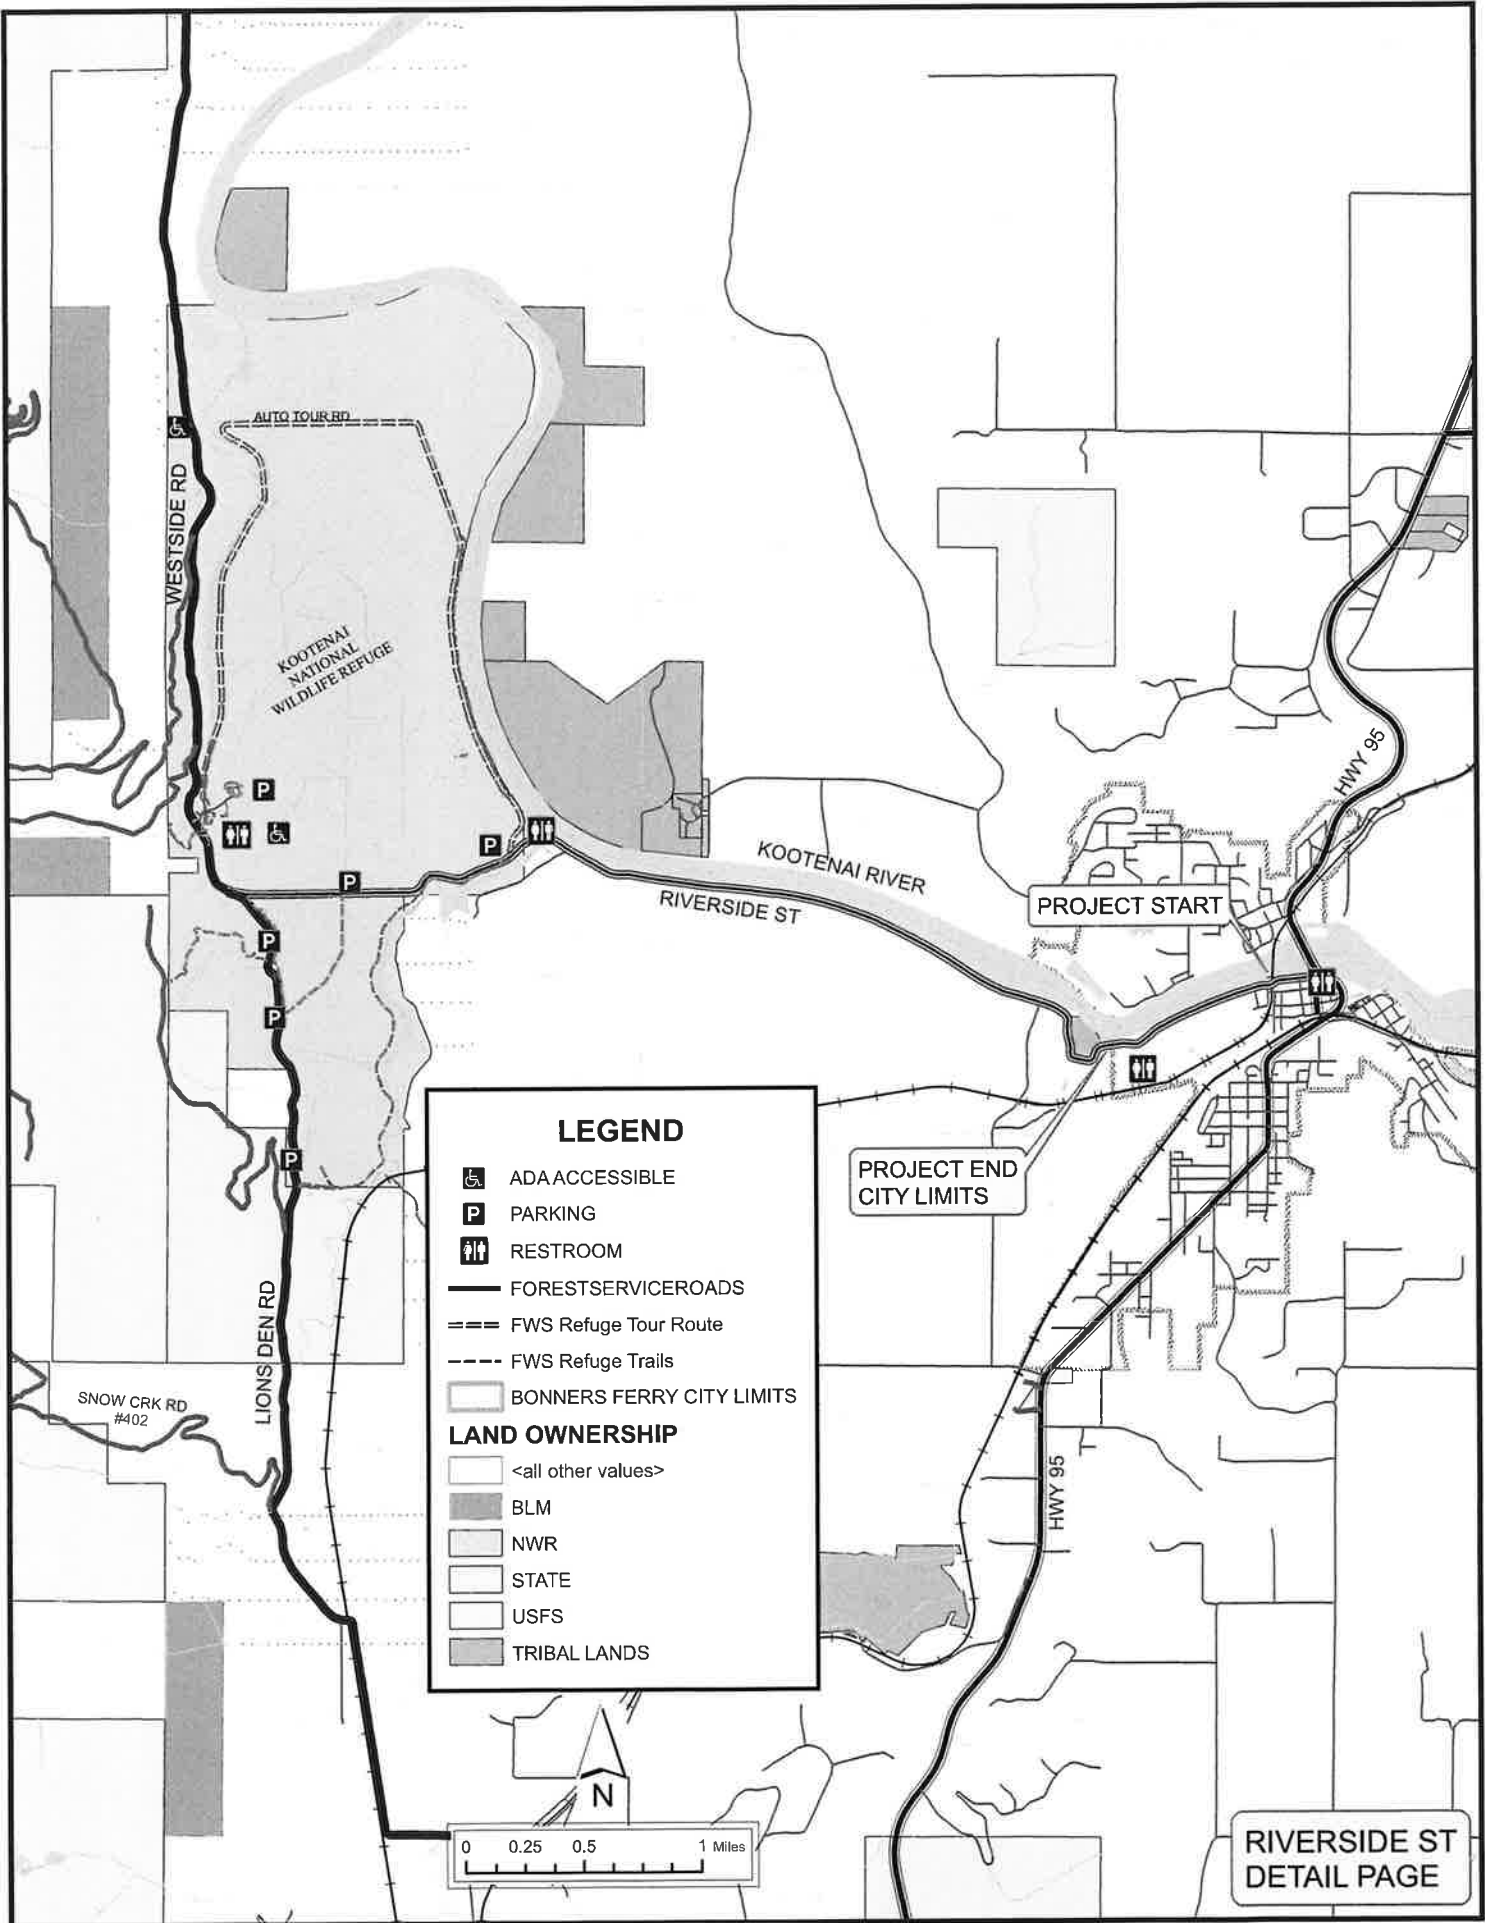 AUTO TOUR RD
WESTSIDE RD
KOOTENAI
NATIONAL
WILDLIFE REFUGE
HWY 95
P
P
P
KOOTENAI RIVER
RIVERSIDE ST
PROJECT START
P
P
P
PROJECT END
CITY LIMITS
LIONS DEN RD
SNOW CRK RD
#402
HWY 95
LEGEND
ADA ACCESSIBLE
P PARKING
RESTROOM
FORESTSERVICEROADS
FWS Refuge Tour Route
FWS Refuge Trails
BONNERS FERRY CITY LIMITS
LAND OWNERSHIP
<all other values>
BLM
NWR
STATE
USFS
TRIBAL LANDS
N
0 0.25 0.5 1 Miles
RIVERSIDE ST
DETAIL PAGE